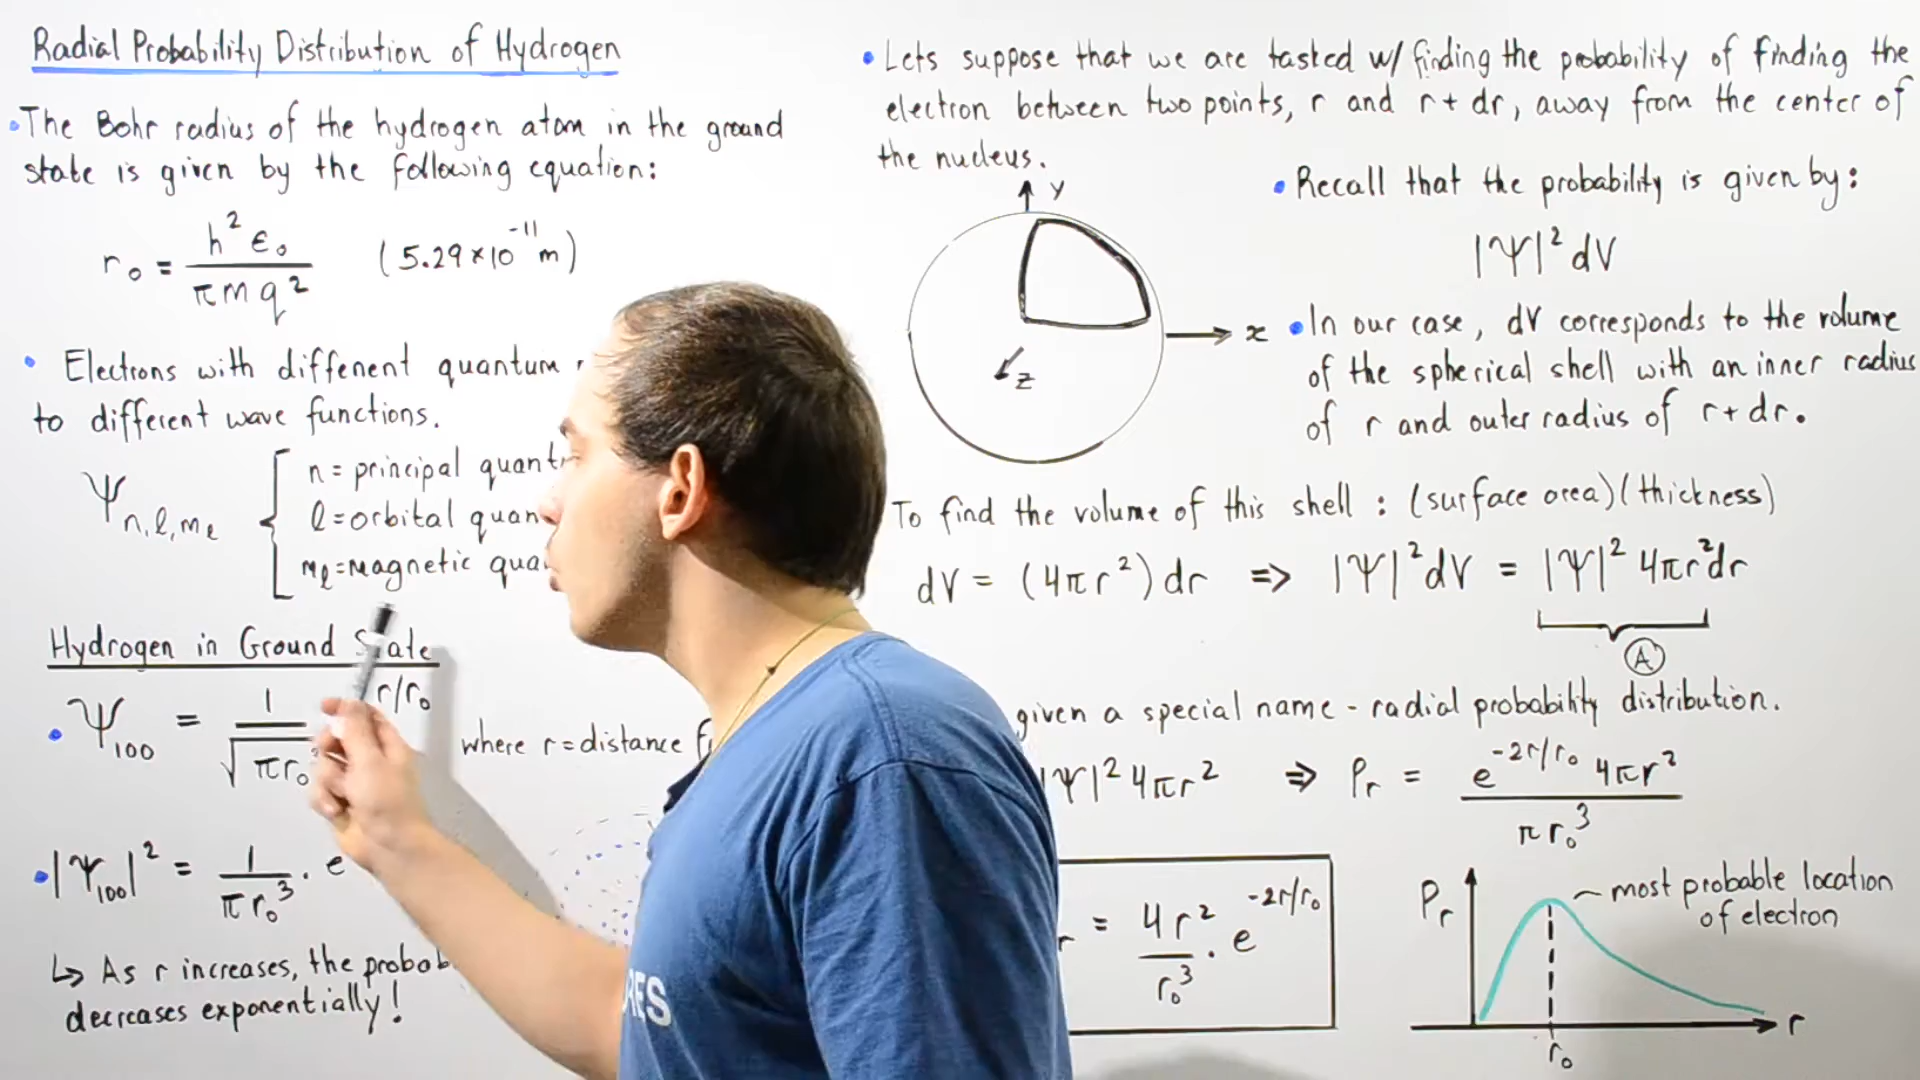 Radial Probability Distribution of Hydrogen
• The Bohr radius of the hydrogen atom in the ground
state is given by the following equation:
r₀ = h²ε₀ / πmq² (5.29×10⁻¹¹ m)
• Electrons with diffenent quantum
to different wave functions.
Ψn,ℓ,mℓ { n = principal quant
ℓ = orbital quan
mℓ = magnetic qua
Hydrogen in Ground State
• Ψ₁₀₀ = 1 / √πr₀ r/r₀ where r = distance
• |Ψ₁₀₀|² = 1 / πr₀³ · e
↳ As r increases, the probab
decreases exponentially!
RES
• Lets suppose that we are tasked w/ finding the probability of finding the
electron between two points, r and r + dr, away from the center of
the nucleus.
y
x
z
• Recall that the probability is given by:
|Ψ|² dV
• In our case, dV corresponds to the volume
of the spherical shell with an inner radius
of r and outer radius of r + dr.
To find the volume of this shell : (surface area)(thickness)
dV = (4πr²) dr ⇒ |Ψ|² dV = |Ψ|² 4πr² dr
A
given a special name - radial probability distribution.
|Ψ|² 4πr² ⇒ Pr = e^(-2r/r₀) 4πr² / πr₀³
r = 4r² / r₀³ · e^(-2r/r₀)
Pr
most probable location
of electron
r
r₀